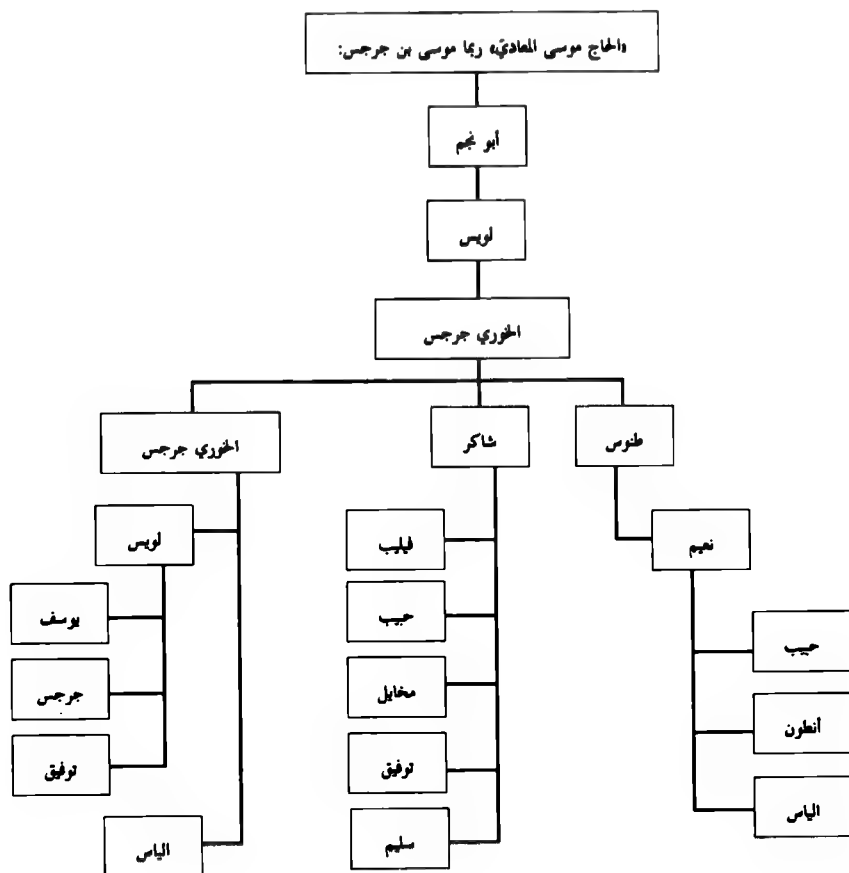 «الحاج موسى المعاديّ» ربما موسى بن جرجس:
أبو نجم
لويس
الخوري جرجس
طنوس
شاكر
الخوري جرجس
نعيم
حبيب
أنطون
الياس
فيليب
حبيب
مخايل
توفيق
سليم
لويس
يوسف
جرجس
توفيق
الياس